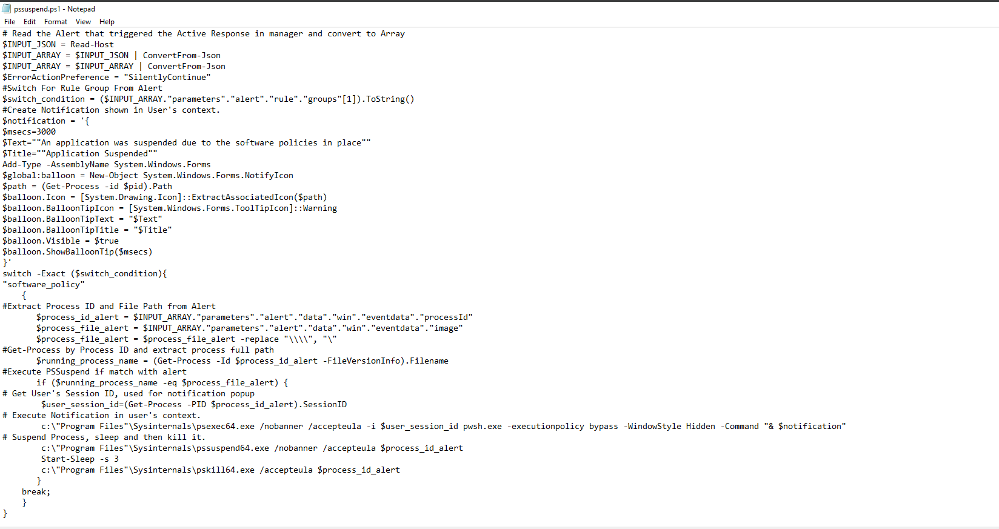 pssuspend.ps1 - Notepad
File Edit Format View Help
# Read the Alert that triggered the Active Response in manager and convert to Array
$INPUT_JSON = Read-Host
$INPUT_ARRAY = $INPUT_JSON | ConvertFrom-Json
$INPUT_ARRAY = $INPUT_ARRAY | ConvertFrom-Json
$ErrorActionPreference = "SilentlyContinue"
#Switch For Rule Group From Alert
$switch_condition = ($INPUT_ARRAY."parameters"."alert"."rule"."groups"[1]).ToString()
#Create Notification shown in User's context.
$notification = '{
$msecs=3000
$Text=""An application was suspended due to the software policies in place""
$Title=""Application Suspended""
Add-Type -AssemblyName System.Windows.Forms
$global:balloon = New-Object System.Windows.Forms.NotifyIcon
$path = (Get-Process -id $pid).Path
$balloon.Icon = [System.Drawing.Icon]::ExtractAssociatedIcon($path)
$balloon.BalloonTipIcon = [System.Windows.Forms.ToolTipIcon]::Warning
$balloon.BalloonTipText = "$Text"
$balloon.BalloonTipTitle = "$Title"
$balloon.Visible = $true
$balloon.ShowBalloonTip($msecs)
}'
switch -Exact ($switch_condition){
"software_policy"
    {
#Extract Process ID and File Path from Alert
       $process_id_alert = $INPUT_ARRAY."parameters"."alert"."data"."win"."eventdata"."processId"
       $process_file_alert = $INPUT_ARRAY."parameters"."alert"."data"."win"."eventdata"."image"
       $process_file_alert = $process_file_alert -replace "\\\\", "\"
#Get-Process by Process ID and extract process full path
       $running_process_name = (Get-Process -Id $process_id_alert -FileVersionInfo).Filename
#Execute PSSuspend if match with alert
       if ($running_process_name -eq $process_file_alert) {
# Get User's Session ID, used for notification popup
        $user_session_id=(Get-Process -PID $process_id_alert).SessionID
# Execute Notification in user's context.
        c:\"Program Files"\Sysinternals\psexec64.exe /nobanner /accepteula -i $user_session_id pwsh.exe -executionpolicy bypass -WindowStyle Hidden -Command "& $notification"
# Suspend Process, sleep and then kill it.
        c:\"Program Files"\Sysinternals\pssuspend64.exe /nobanner /accepteula $process_id_alert
        Start-Sleep -s 3
        c:\"Program Files"\Sysinternals\pskill64.exe /accepteula $process_id_alert
       }
    break;
    }
}